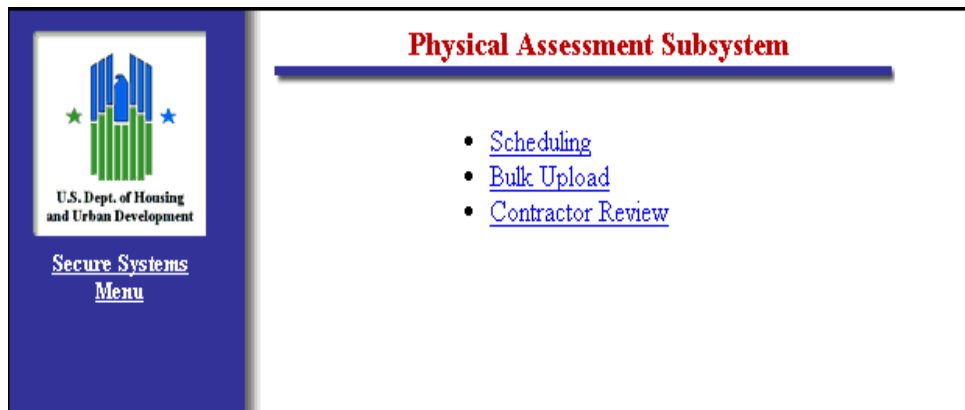 Physical Assessment Subsystem
Scheduling
Bulk Upload
Contractor Review
U.S. Dept. of Housing
and Urban Development
Secure Systems
Menu